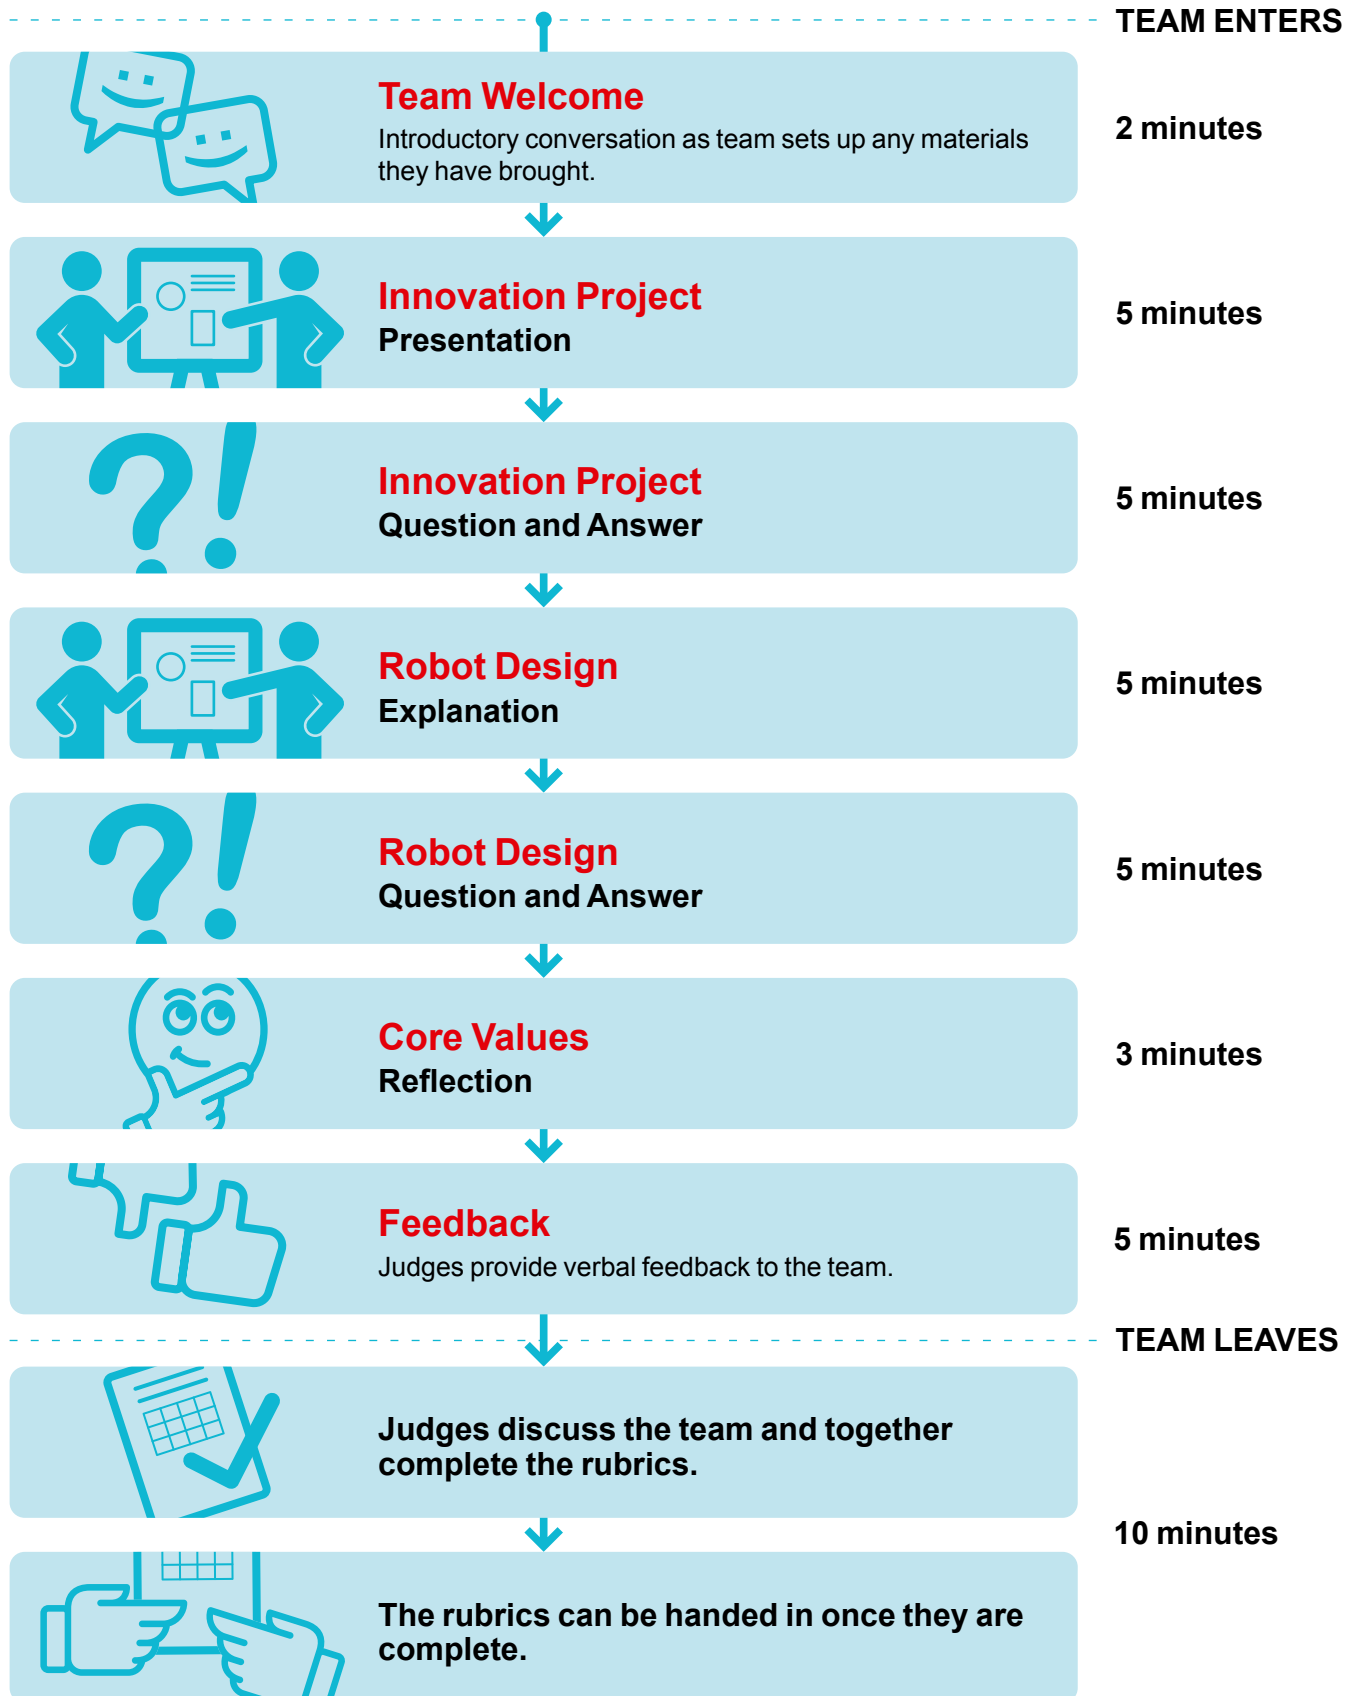 TEAM ENTERS
Team Welcome
Introductory conversation as team sets up any materials
they have brought.
2 minutes
Innovation Project
Presentation
5 minutes
Innovation Project
Question and Answer
5 minutes
Robot Design
Explanation
5 minutes
Robot Design
Question and Answer
5 minutes
Core Values
Reflection
3 minutes
Feedback
Judges provide verbal feedback to the team.
5 minutes
TEAM LEAVES
Judges discuss the team and together
complete the rubrics.
10 minutes
The rubrics can be handed in once they are
complete.